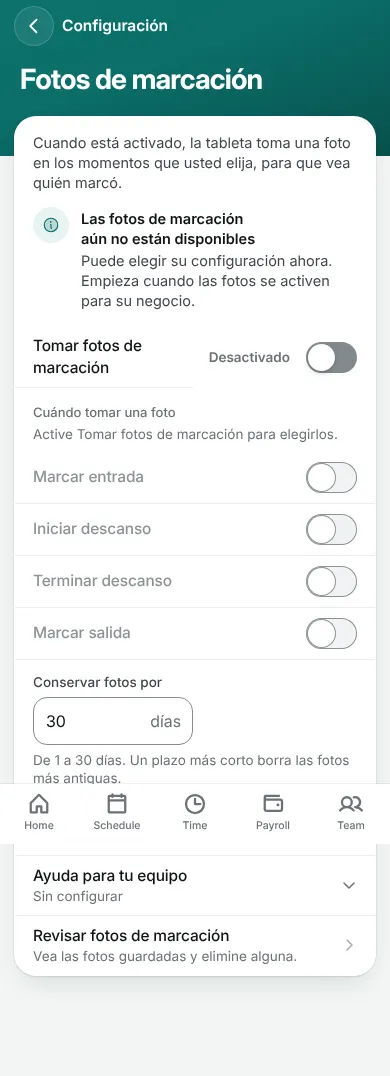 Configuración
Fotos de marcación
Cuando está activado, la tableta toma una foto
en los momentos que usted elija, para que vea
quién marcó.
Las fotos de marcación
aún no están disponibles
Puede elegir su configuración ahora.
Empieza cuando las fotos se activen
para su negocio.
Tomar fotos de
marcación
Desactivado
Cuándo tomar una foto
Active Tomar fotos de marcación para elegirlos.
Marcar entrada
Iniciar descanso
Terminar descanso
Marcar salida
Conservar fotos por
30 días
De 1 a 30 días. Un plazo más corto borra las fotos
más antiguas.
Home Schedule Time Payroll Team
Ayuda para tu equipo
Sin configurar
Revisar fotos de marcación
Vea las fotos guardadas y elimine alguna.